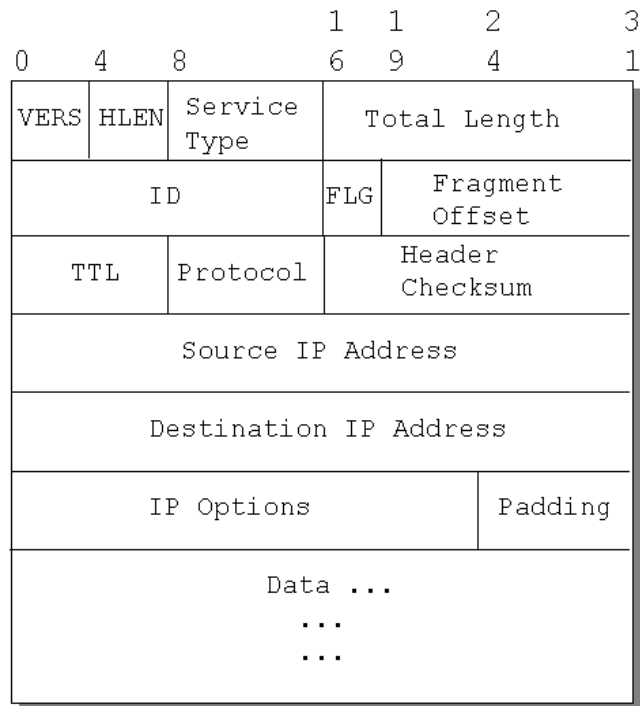 1 1 2 3
0 4 8 6 9 4 1
VERS HLEN Service Type Total Length
ID FLG Fragment Offset
TTL Protocol Header Checksum
Source IP Address
Destination IP Address
IP Options Padding
Data ...
...
...